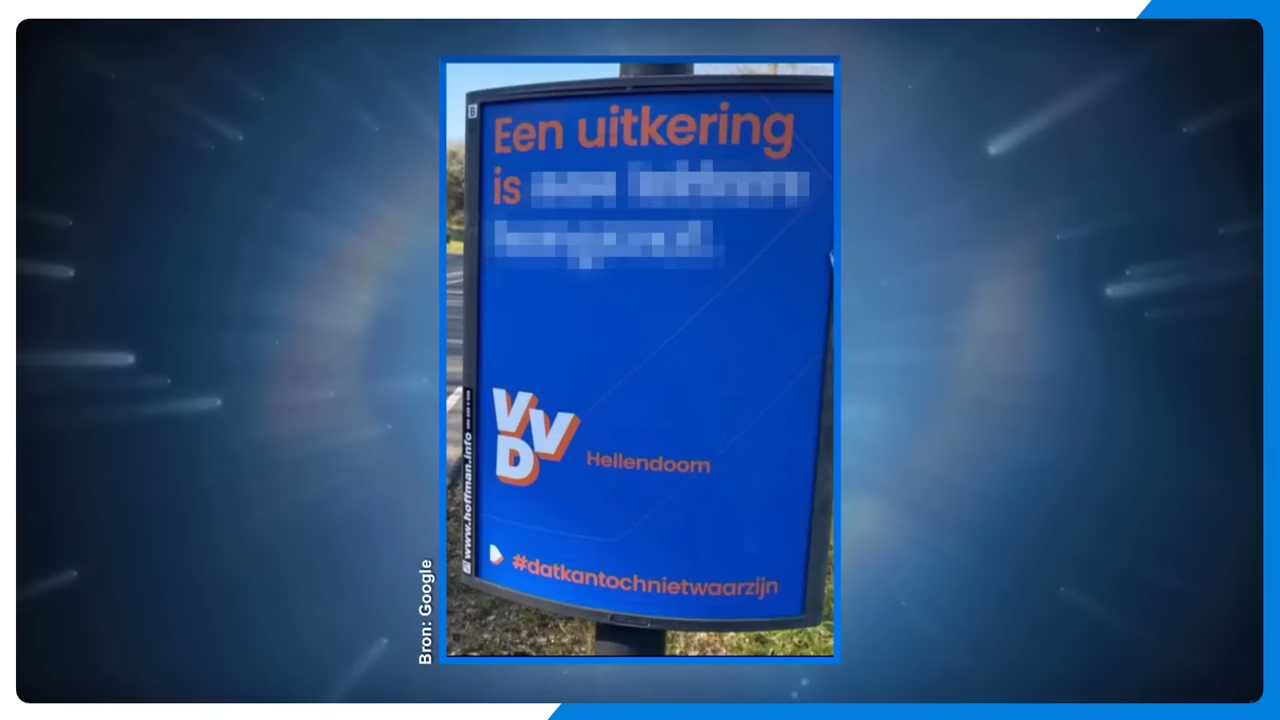 Een uitkering
is
VVD
Hellendoorn
#datkantochnietwaarzijn
www.hoffman.info
B
Bron: Google